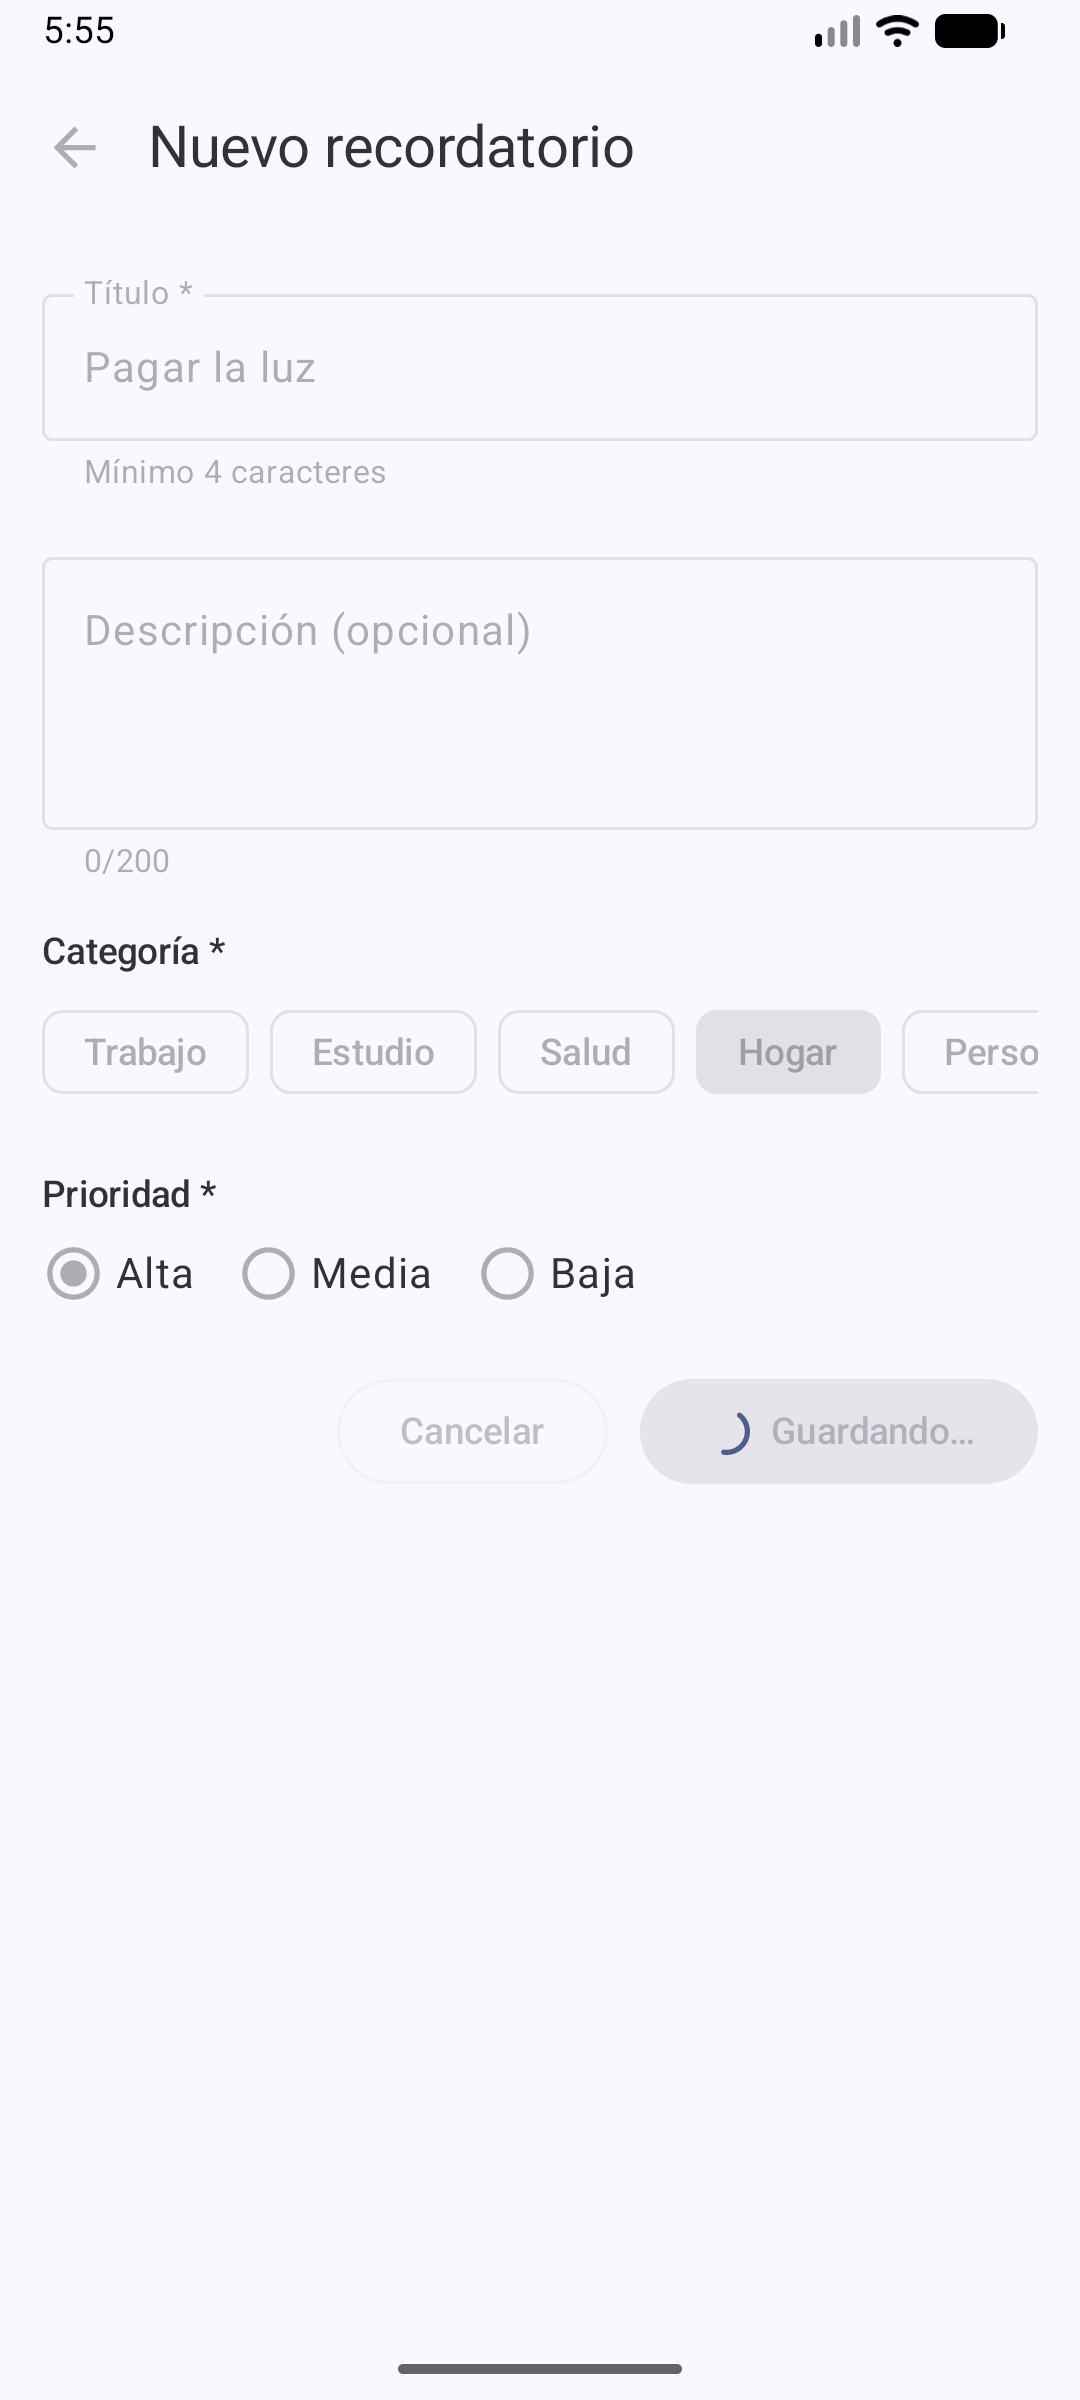 5:55
Nuevo recordatorio
Título *
Pagar la luz
Mínimo 4 caracteres
Descripción (opcional)
0/200
Categoría *
Trabajo Estudio Salud Hogar Perso
Prioridad *
Alta Media Baja
Cancelar Guardando...